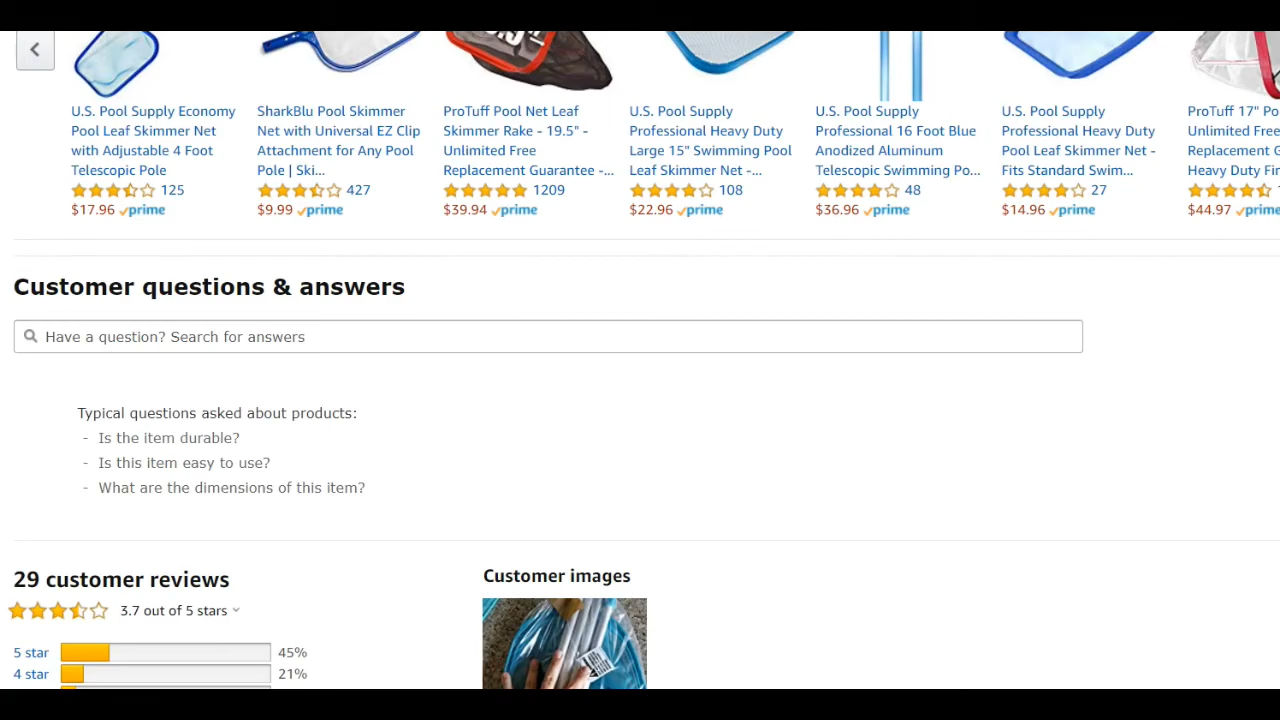 U.S. Pool Supply Economy
Pool Leaf Skimmer Net
with Adjustable 4 Foot
Telescopic Pole
125
$17.96 prime
SharkBlu Pool Skimmer
Net with Universal EZ Clip
Attachment for Any Pool
Pole | Ski...
427
$9.99 prime
ProTuff Pool Net Leaf
Skimmer Rake - 19.5" -
Unlimited Free
Replacement Guarantee -...
1209
$39.94 prime
U.S. Pool Supply
Professional Heavy Duty
Large 15" Swimming Pool
Leaf Skimmer Net -...
108
$22.96 prime
U.S. Pool Supply
Professional 16 Foot Blue
Anodized Aluminum
Telescopic Swimming Po...
48
$36.96 prime
U.S. Pool Supply
Professional Heavy Duty
Pool Leaf Skimmer Net -
Fits Standard Swim...
27
$14.96 prime
ProTuff 17" Po
Unlimited Free
Replacement G
Heavy Duty Fir
$44.97 prime
Customer questions & answers
Have a question? Search for answers
Typical questions asked about products:
- Is the item durable?
- Is this item easy to use?
- What are the dimensions of this item?
29 customer reviews
3.7 out of 5 stars
5 star 45%
4 star 21%
Customer images